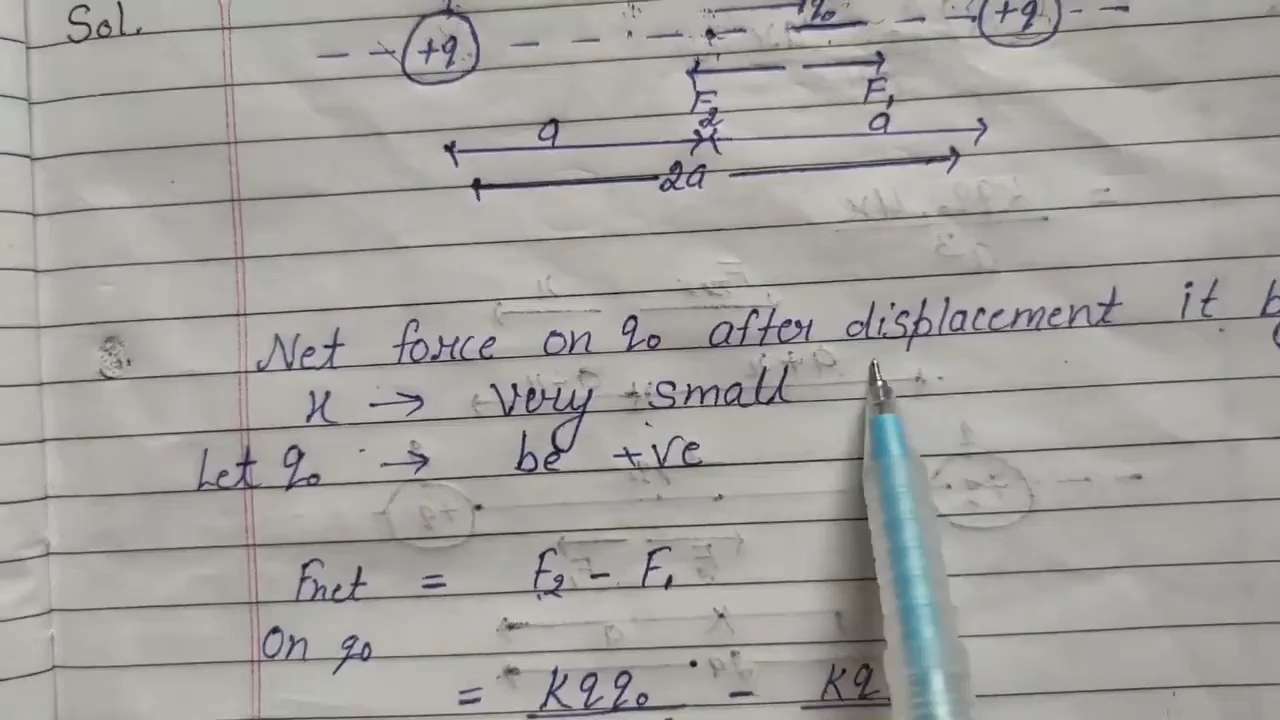 Sol.
q₀
- - +q - - - - - +q - -
F₂ F₁
a a
2a
Net force on q₀ after displacement it
x → very small
Let q₀ → be +ve
Fnet = F₂ - F₁
On q₀
= Kqq₀ - Kq